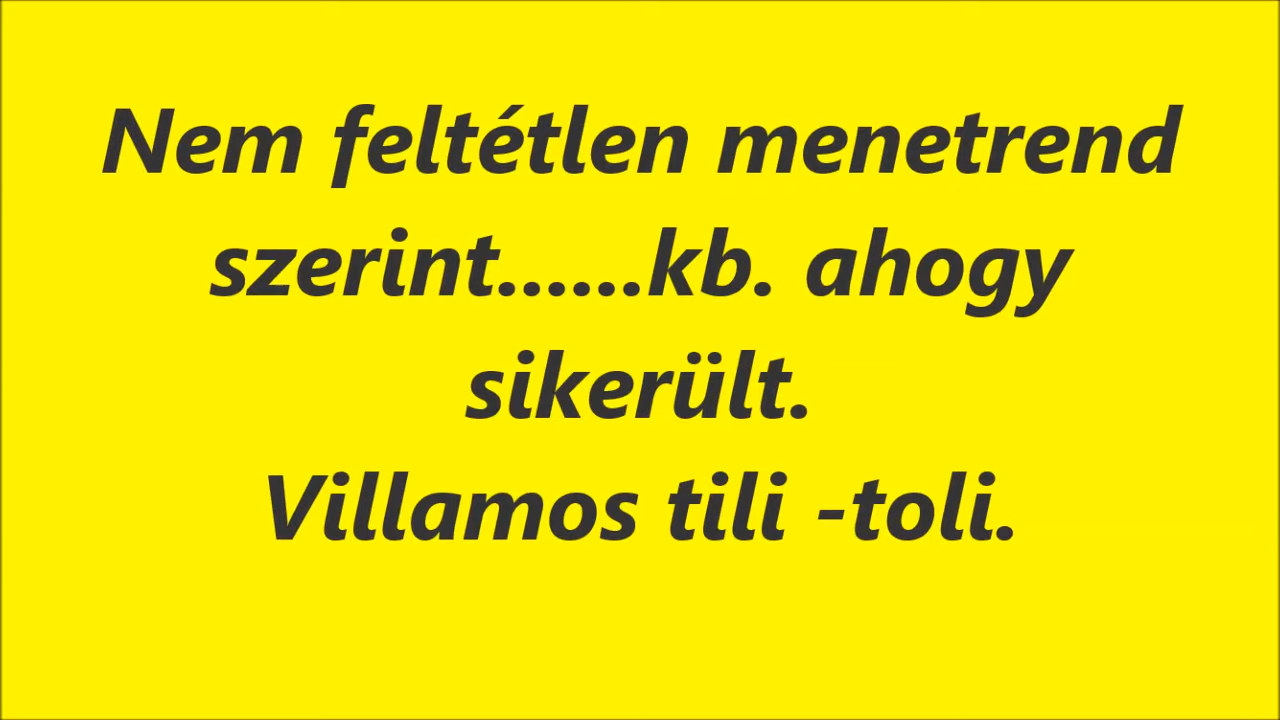 Nem feltétlen menetrend
szerint......kb. ahogy
sikerült.
Villamos tili -toli.